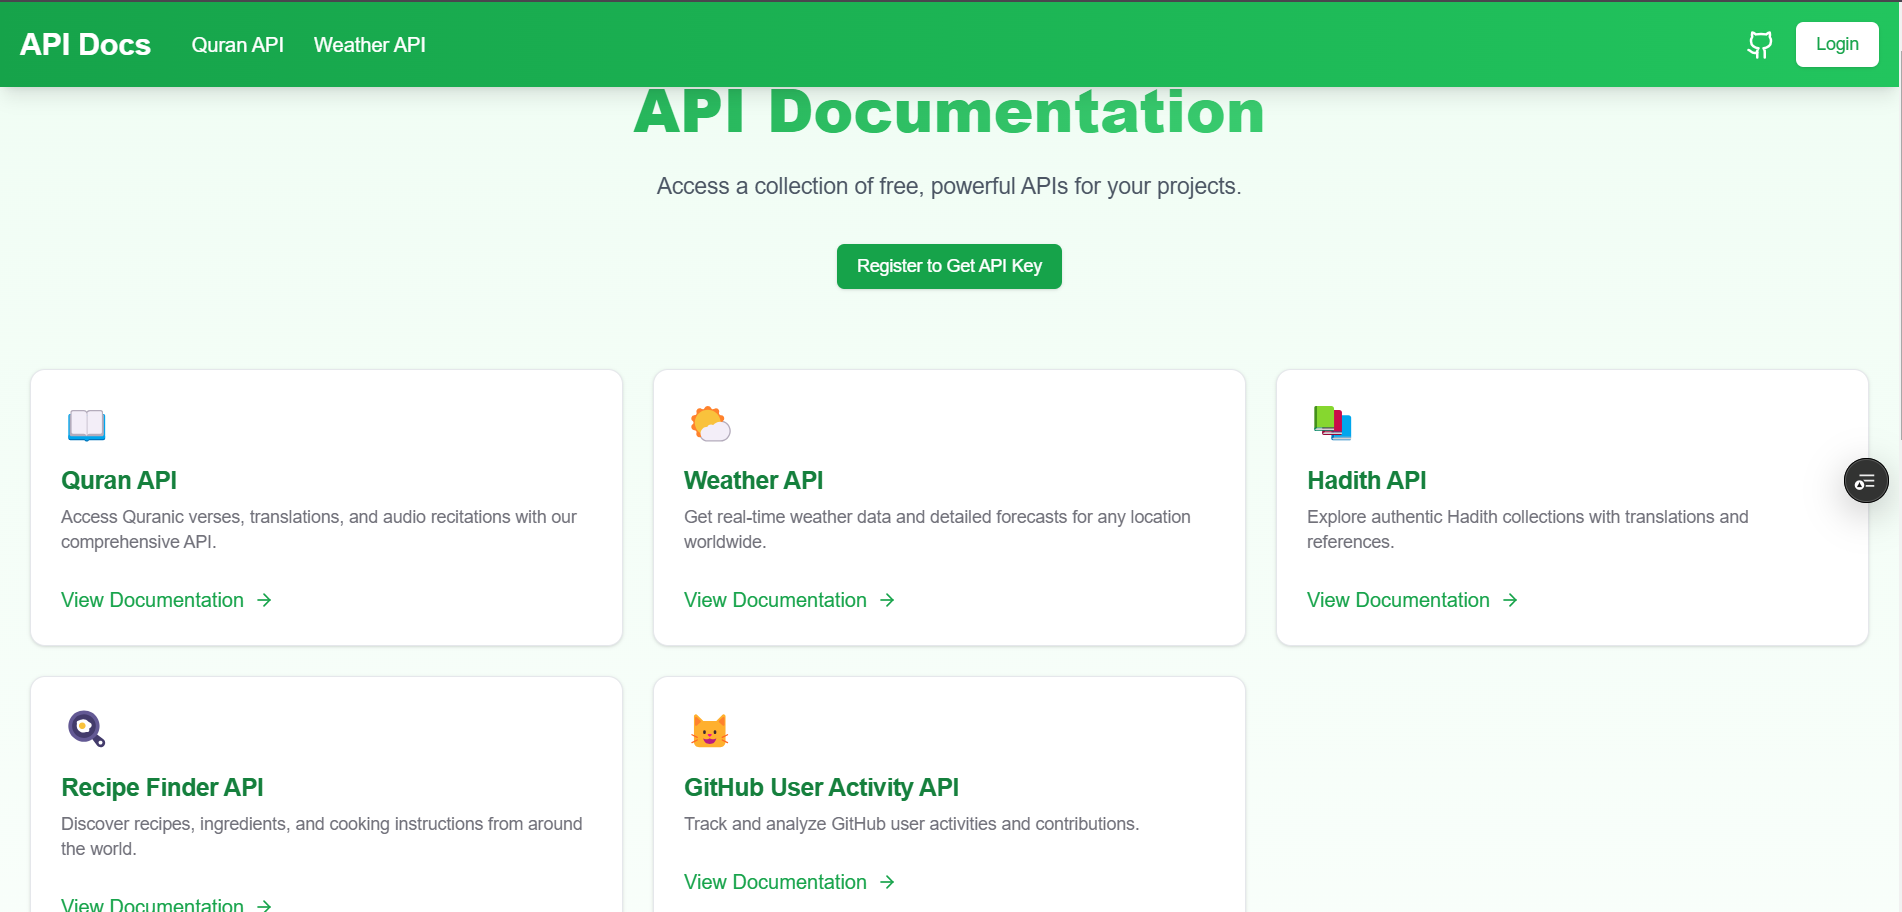 API Docs
Quran API
Weather API
Login
API Documentation
Access a collection of free, powerful APIs for your projects.
Register to Get API Key
Quran API
Access Quranic verses, translations, and audio recitations with our
comprehensive API.
View Documentation →
Weather API
Get real-time weather data and detailed forecasts for any location
worldwide.
View Documentation →
Hadith API
Explore authentic Hadith collections with translations and
references.
View Documentation →
Recipe Finder API
Discover recipes, ingredients, and cooking instructions from around
the world.
View Documentation →
GitHub User Activity API
Track and analyze GitHub user activities and contributions.
View Documentation →